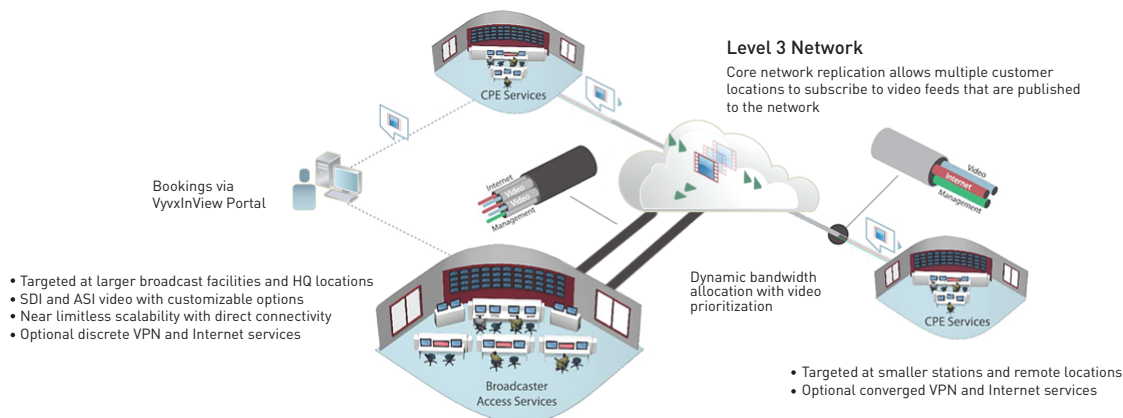 Level 3 Network
Core network replication allows multiple customer
locations to subscribe to video feeds that are published
to the network
CPE Services
Bookings via
VyvxInView Portal
Internet
Video
Video
Management
Video
Internet
Management
• Targeted at larger broadcast facilities and HQ locations
• SDI and ASI video with customizable options
• Near limitless scalability with direct connectivity
• Optional discrete VPN and Internet services
Dynamic bandwidth
allocation with video
prioritization
CPE Services
Broadcaster
Access Services
• Targeted at smaller stations and remote locations
• Optional converged VPN and Internet services